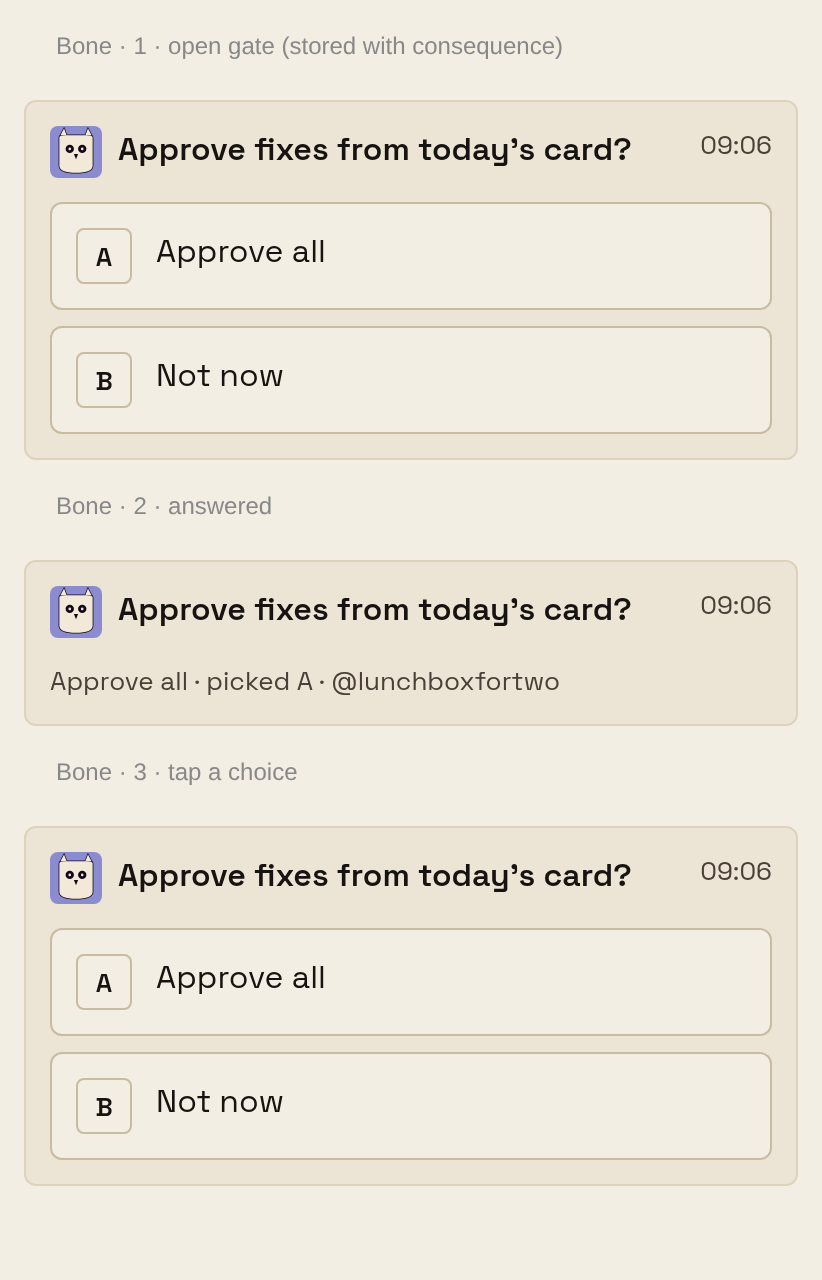 Bone · 1 · open gate (stored with consequence)
Approve fixes from today’s card? 09:06
A Approve all
B Not now
Bone · 2 · answered
Approve fixes from today’s card? 09:06
Approve all · picked A · @lunchboxfortwo
Bone · 3 · tap a choice
Approve fixes from today’s card? 09:06
A Approve all
B Not now